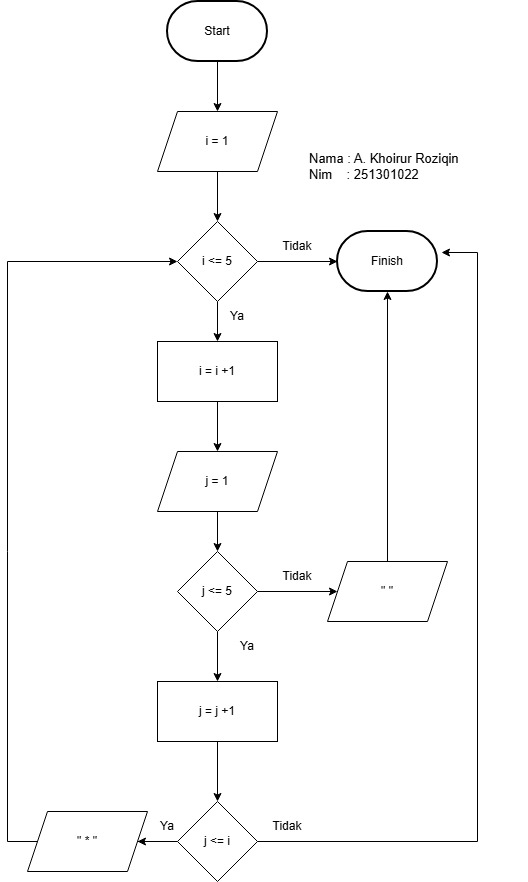 Start
i = 1
Nama : A. Khoirur Roziqin
Nim : 251301022
i <= 5
Tidak
Finish
Ya
i = i +1
j = 1
j <= 5
Tidak
" "
Ya
j = j +1
j <= i
Ya
" * "
Tidak